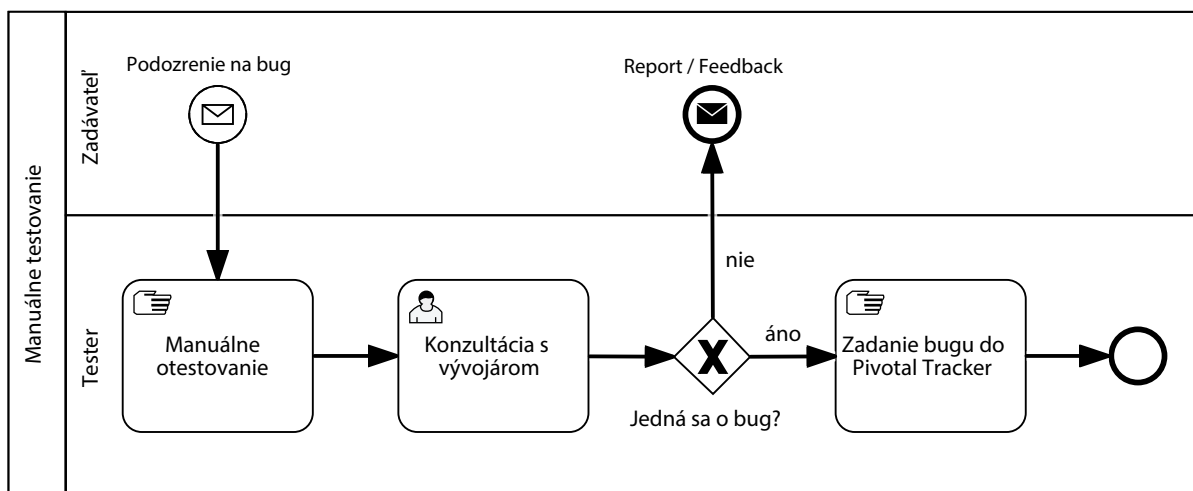 Manuálne testovanie
Zadávateľ
Podozrenie na bug
Report / Feedback
Tester
Manuálne
otestovanie
Konzultácia s
vývojárom
nie
áno
Jedná sa o bug?
Zadanie bugu do
Pivotal Tracker